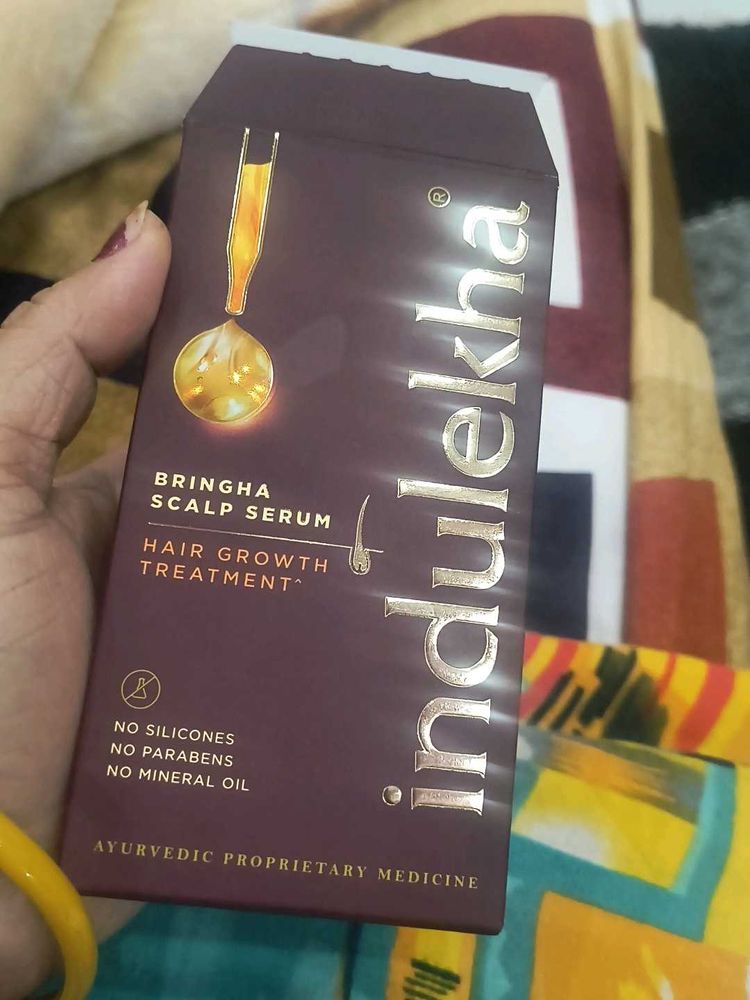 indulekha®
BRINGHA
SCALP SERUM
HAIR GROWTH
TREATMENT^
NO SILICONES
NO PARABENS
NO MINERAL OIL
AYURVEDIC PROPRIETARY MEDICINE